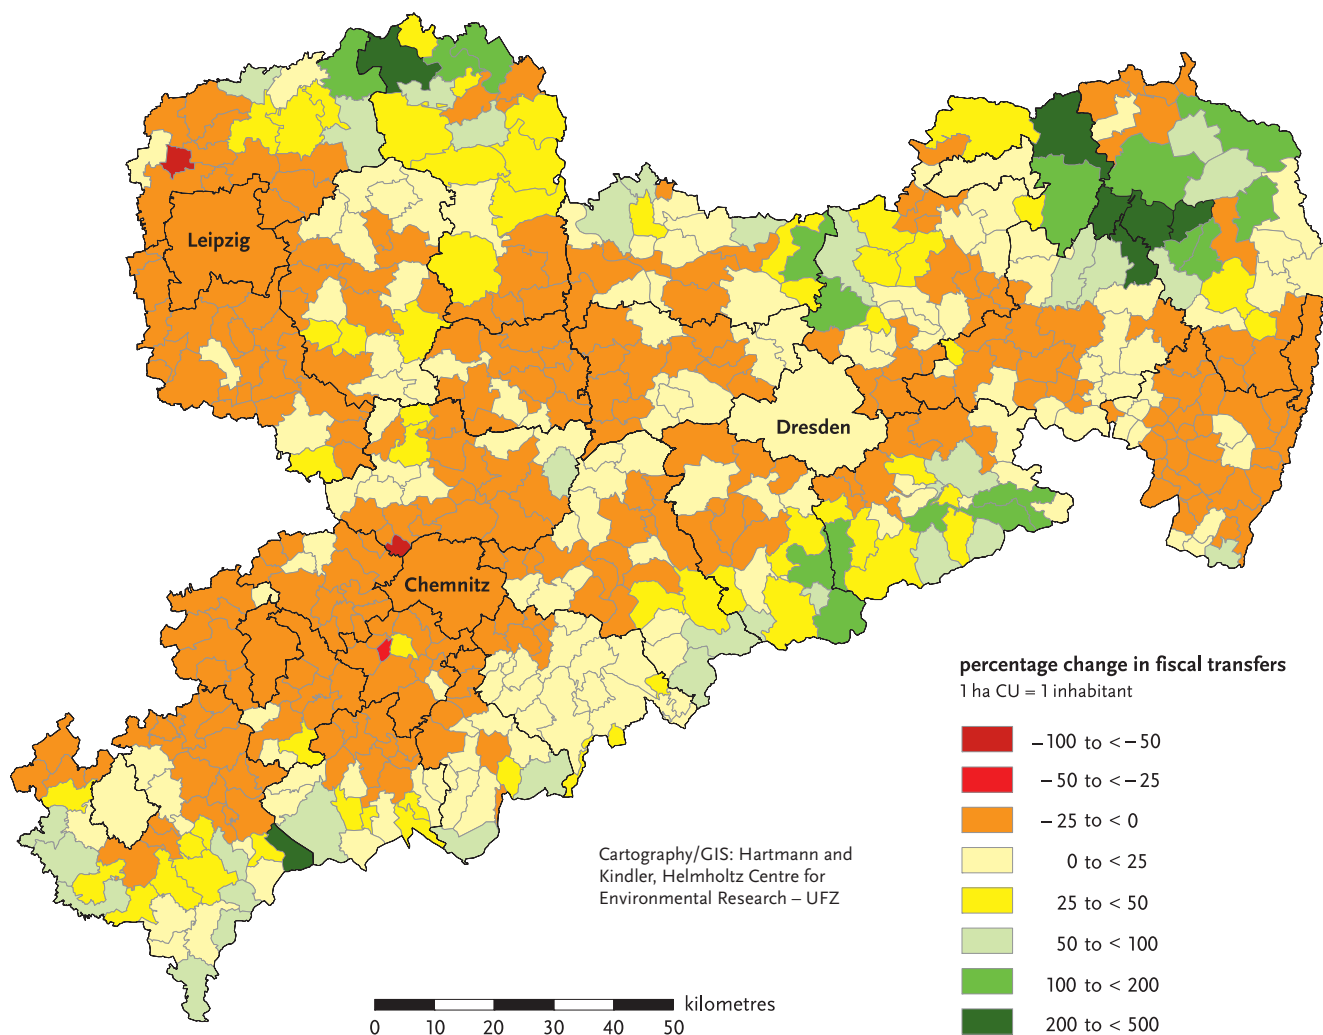 Leipzig
Dresden
Chemnitz
percentage change in fiscal transfers
1 ha CU = 1 inhabitant
–100 to <–50
–50 to <–25
–25 to < 0
0 to < 25
25 to < 50
50 to < 100
100 to < 200
200 to < 500
Cartography/GIS: Hartmann and
Kindler, Helmholtz Centre for
Environmental Research – UFZ
kilometres
0 10 20 30 40 50